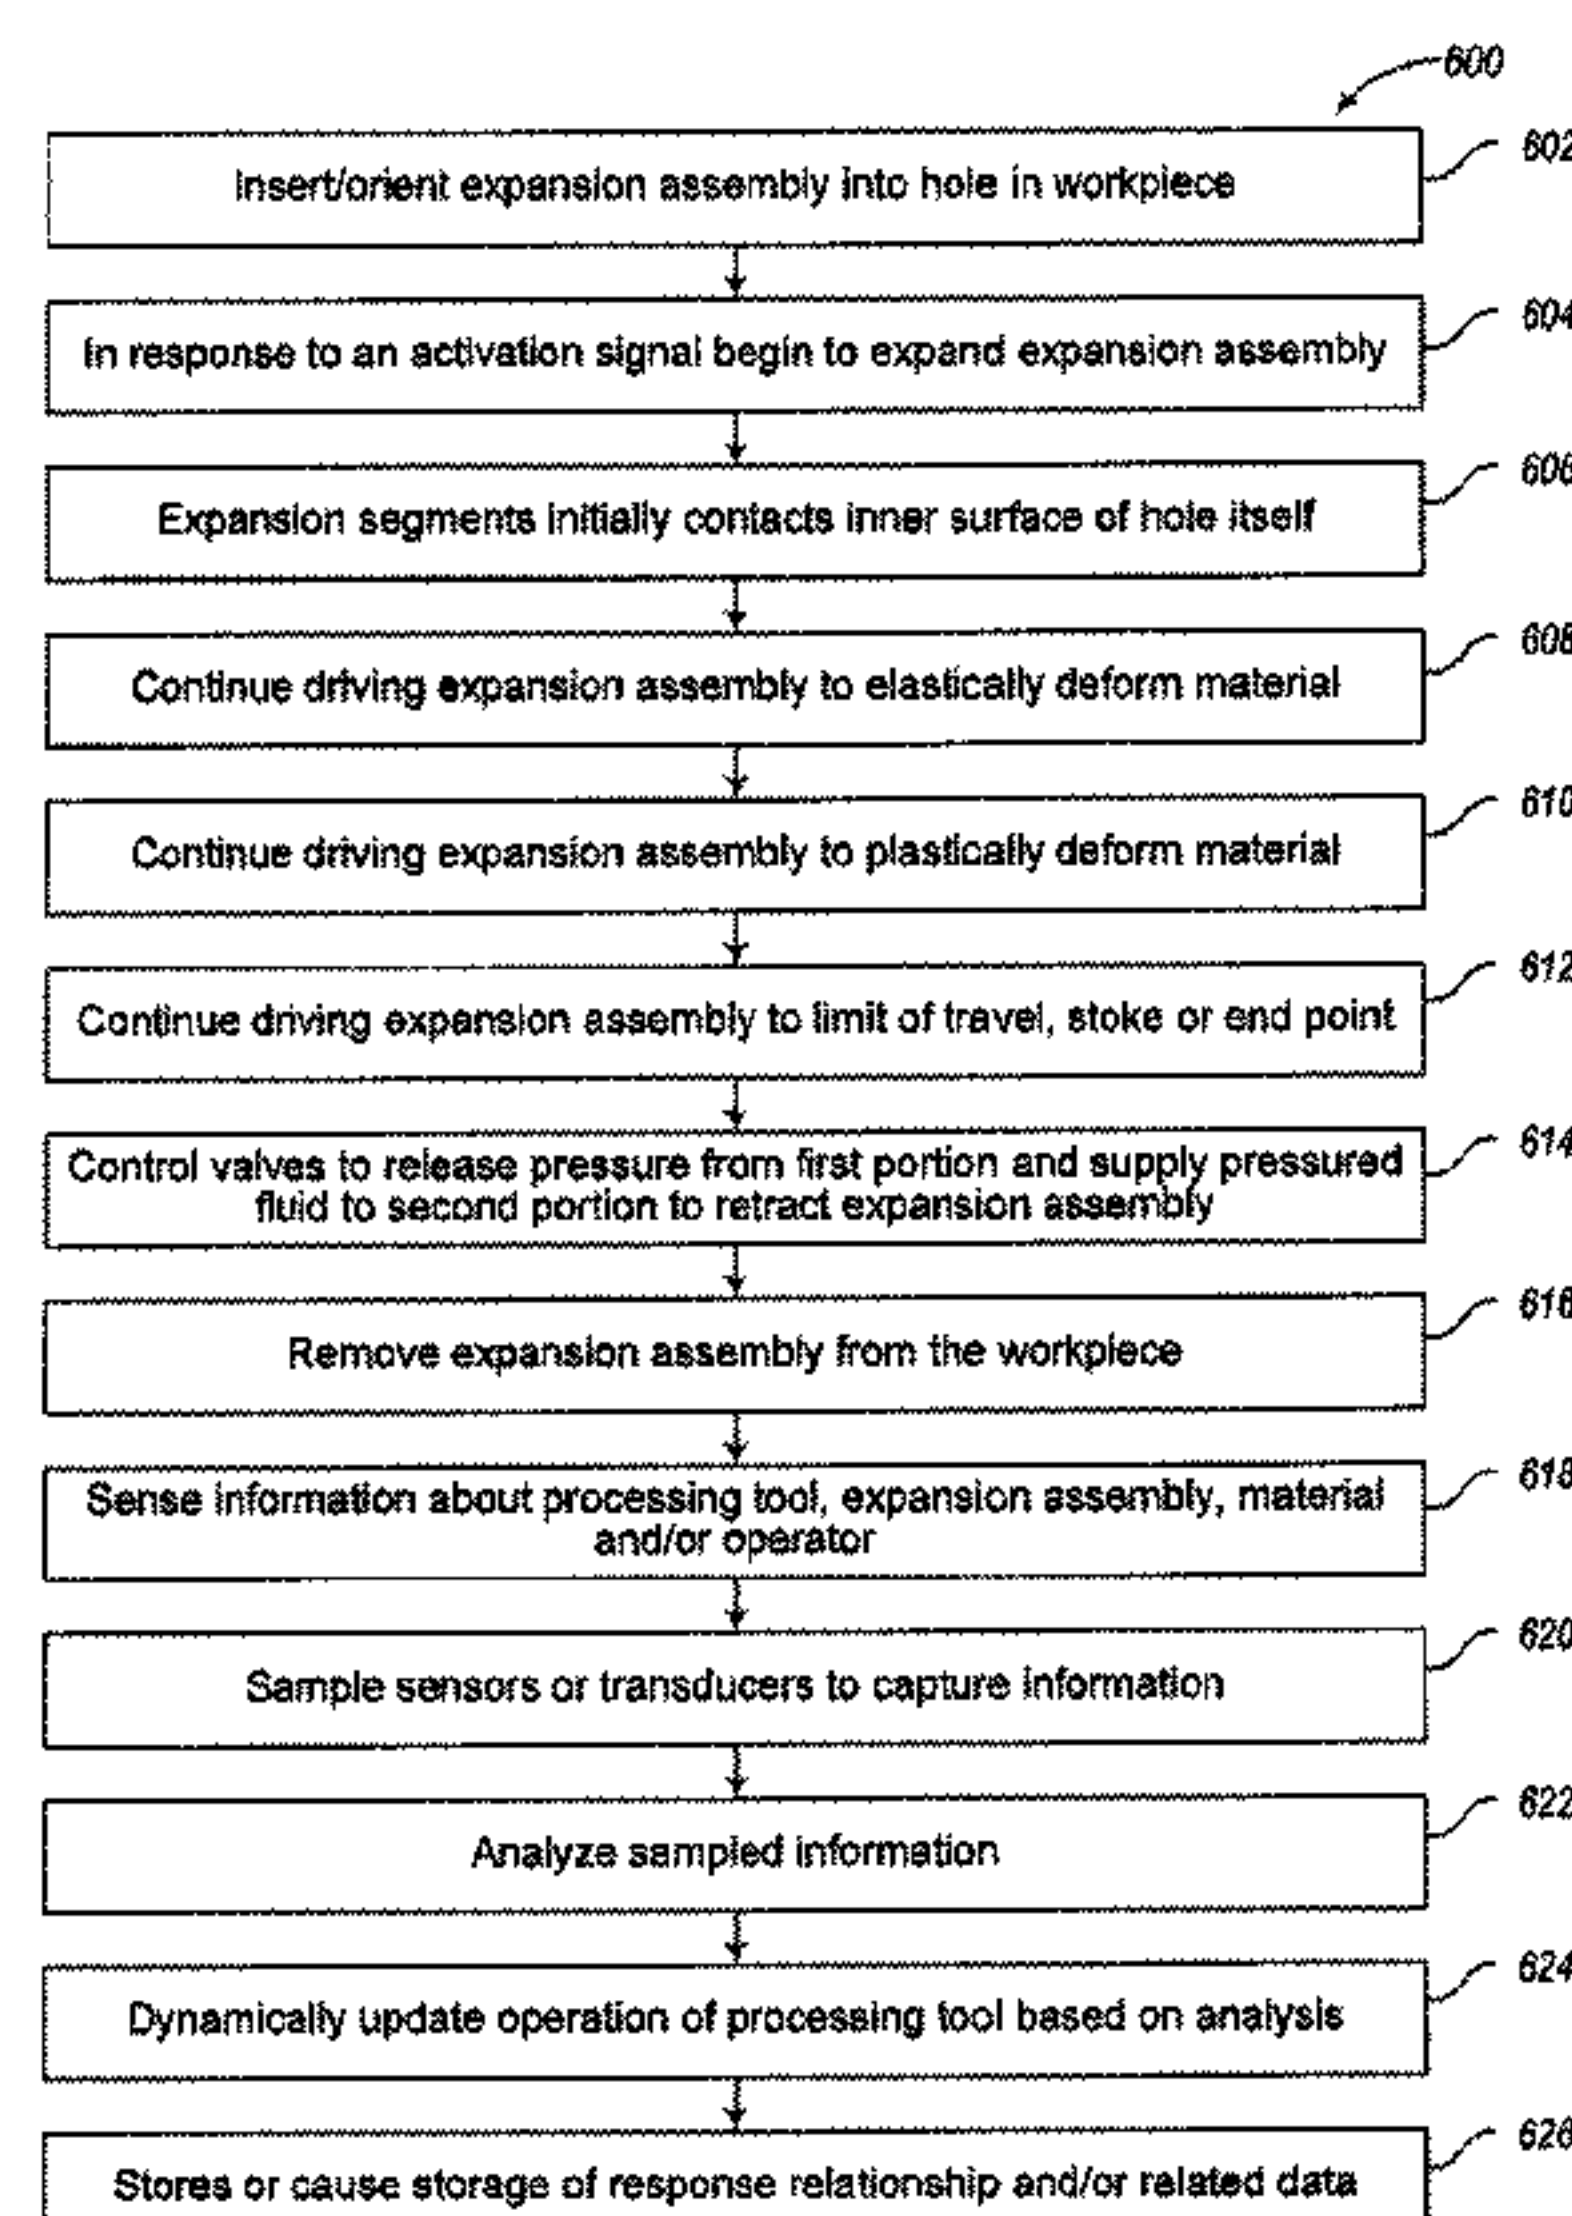 600
Insert/orient expansion assembly into hole in workpiece
602
In response to an activation signal begin to expand expansion assembly
604
Expansion segments initially contacts inner surface of hole itself
606
Continue driving expansion assembly to elastically deform material
608
Continue driving expansion assembly to plastically deform material
610
Continue driving expansion assembly to limit of travel, stoke or end point
612
Control valves to release pressure from first portion and supply pressured
fluid to second portion to retract expansion assembly
614
Remove expansion assembly from the workpiece
616
Sense information about processing tool, expansion assembly, material
and/or operator
618
Sample sensors or transducers to capture information
620
Analyze sampled information
622
Dynamically update operation of processing tool based on analysis
624
Stores or cause storage of response relationship and/or related data
626